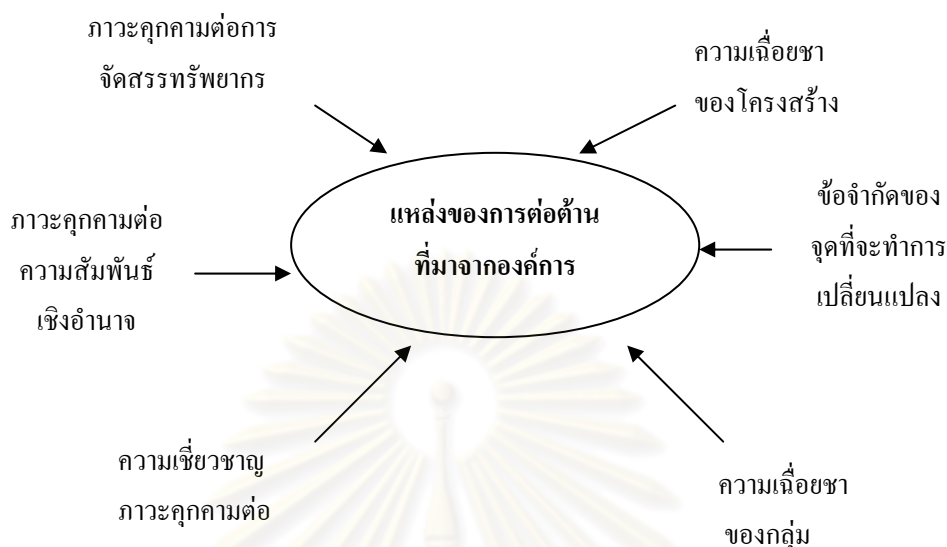 ภาวะคุกคามต่อการ
จัดสรรทรัพยากร
ความเฉื่อยชา
ของโครงสร้าง
แหล่งของการต่อต้าน
ที่มาจากองค์การ
ภาวะคุกคามต่อ
ความสัมพันธ์
เชิงอำนาจ
ข้อจำกัดของ
จุดที่จะทำการ
เปลี่ยนแปลง
ความเชี่ยวชาญ
ภาวะคุกคามต่อ
ความเฉื่อยชา
ของกลุ่ม